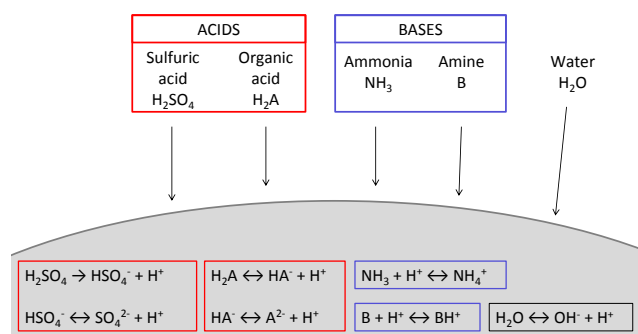 ACIDS
BASES
Sulfuric acid H₂SO₄
Organic acid H₂A
Ammonia NH₃
Amine B
Water H₂O
H₂SO₄ → HSO₄⁻ + H⁺
H₂A ↔ HA⁻ + H⁺
NH₃ + H⁺ ↔ NH₄⁺
HSO₄⁻ ↔ SO₄²⁻ + H⁺
HA⁻ ↔ A²⁻ + H⁺
B + H⁺ ↔ BH⁺
H₂O ↔ OH⁻ + H⁺